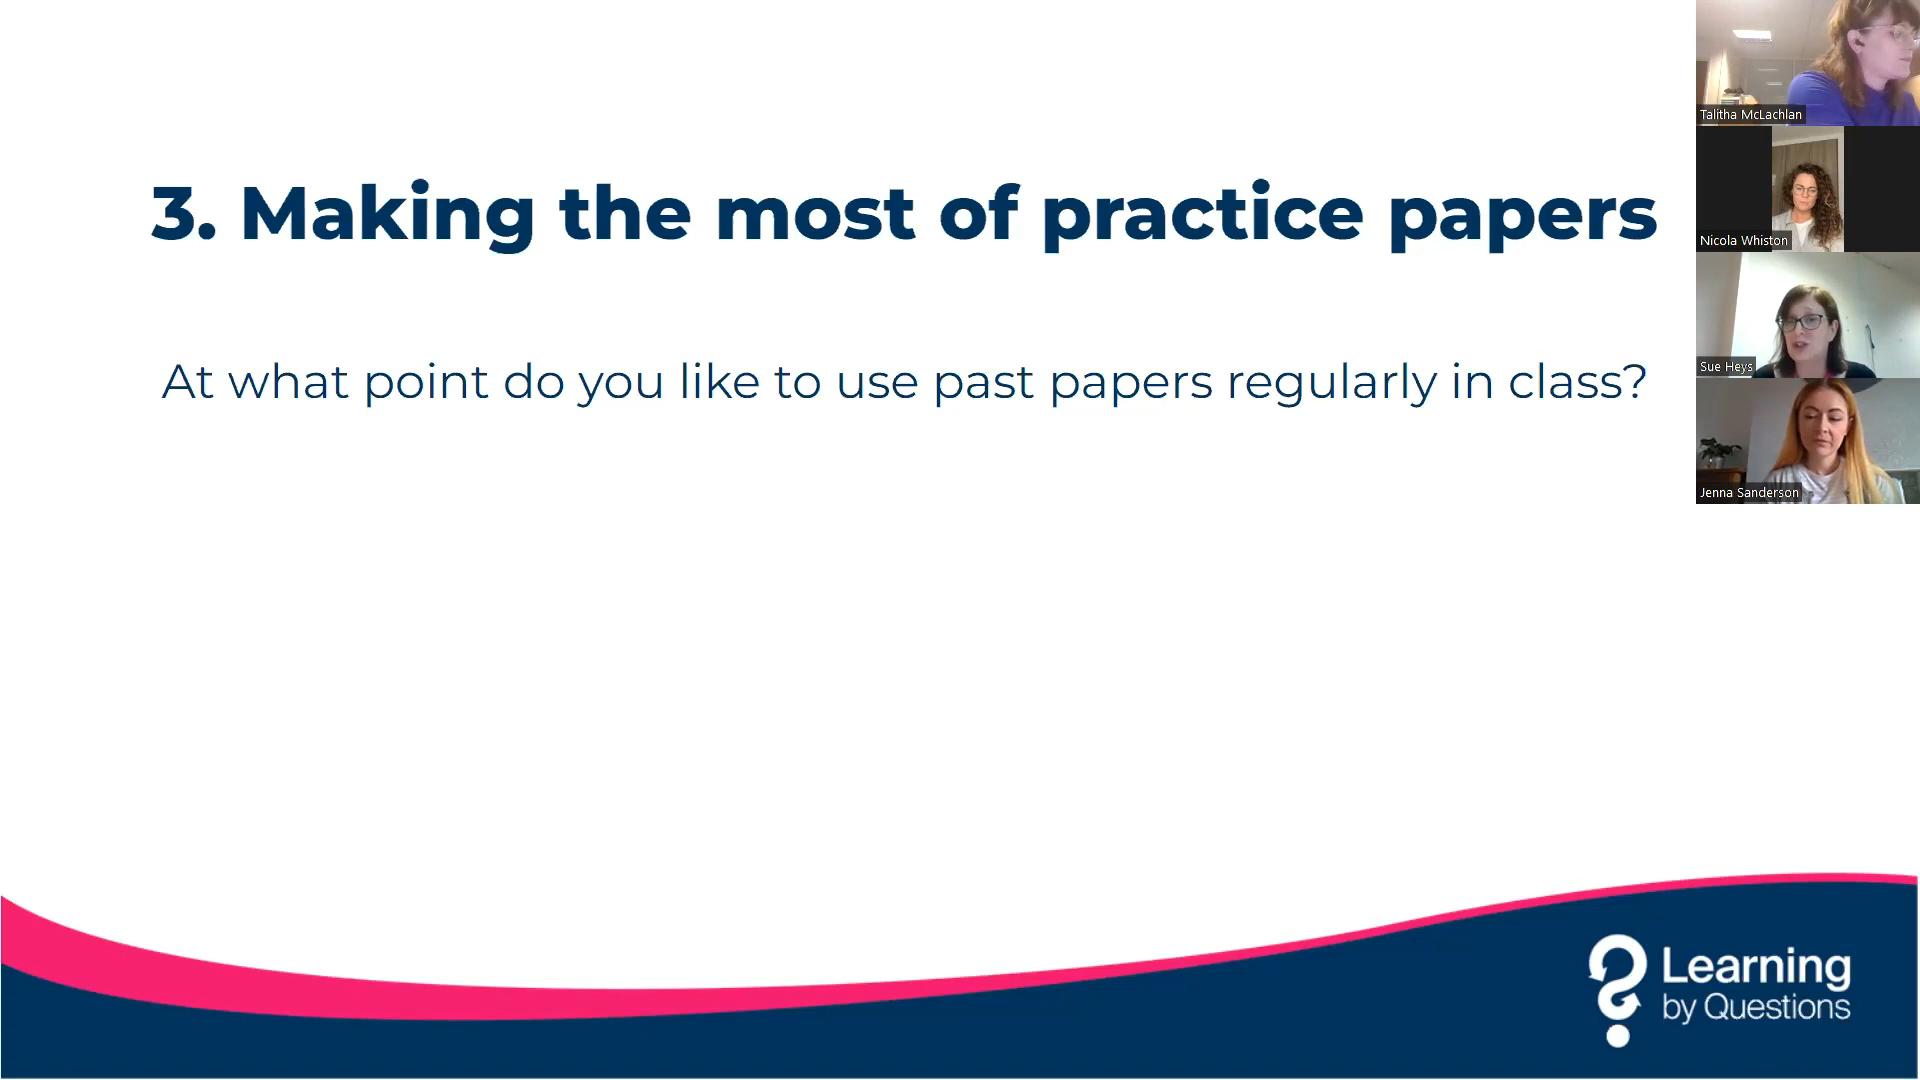 3. Making the most of practice papers
At what point do you like to use past papers regularly in class?
Talitha McLachlan
Nicola Whiston
Sue Heys
Jenna Sanderson
Learning
by Questions